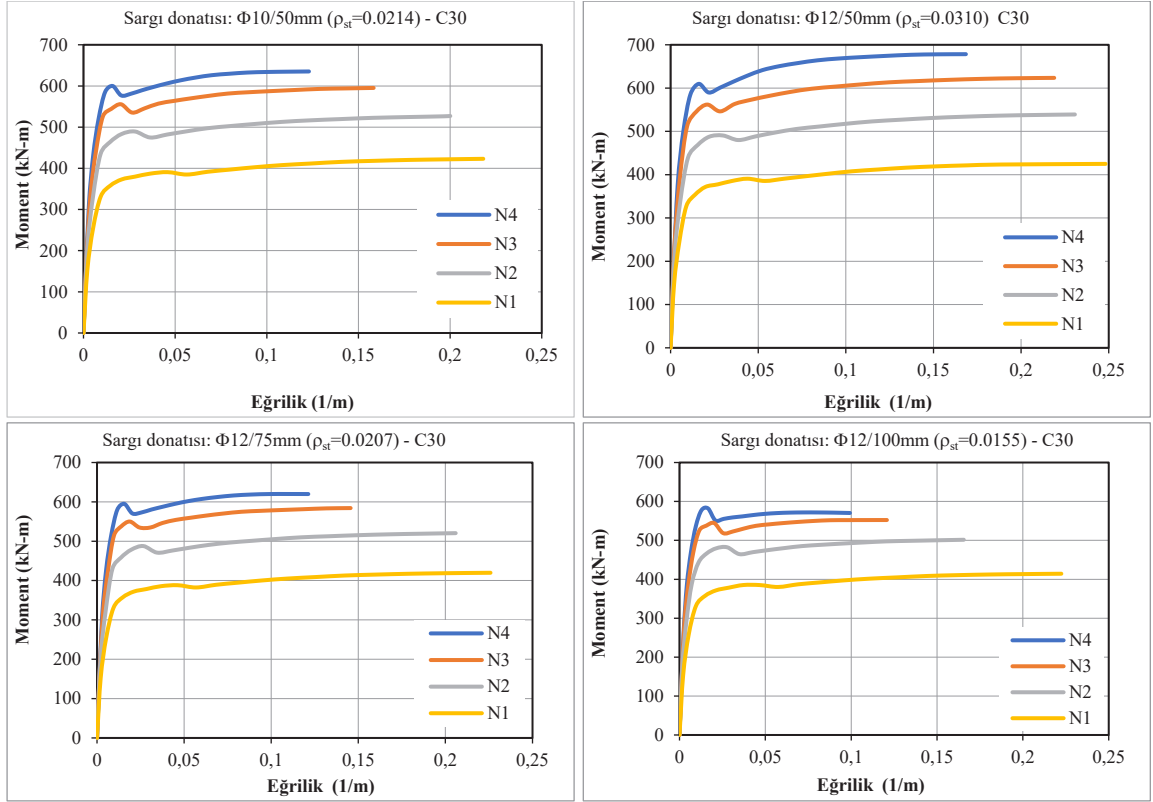 Sargı donatısı: Φ10/50mm (ρst=0.0214) - C30
700
600
500
400
300
200
100
0
Moment (kN-m)
N4
N3
N2
N1
0 0,05 0,1 0,15 0,2 0,25
Eğrilik (1/m)
Sargı donatısı: Φ12/50mm (ρst=0.0310) C30
700
600
500
400
300
200
100
0
Moment (kN-m)
N4
N3
N2
N1
0 0,05 0,1 0,15 0,2 0,25
Eğrilik (1/m)
Sargı donatısı: Φ12/75mm (ρst=0.0207) - C30
700
600
500
400
300
200
100
0
Moment (kN-m)
N4
N3
N2
N1
0 0,05 0,1 0,15 0,2 0,25
Eğrilik (1/m)
Sargı donatısı: Φ12/100mm (ρst=0.0155) - C30
700
600
500
400
300
200
100
0
Moment (kN-m)
N4
N3
N2
N1
0 0,05 0,1 0,15 0,2 0,25
Eğrilik (1/m)